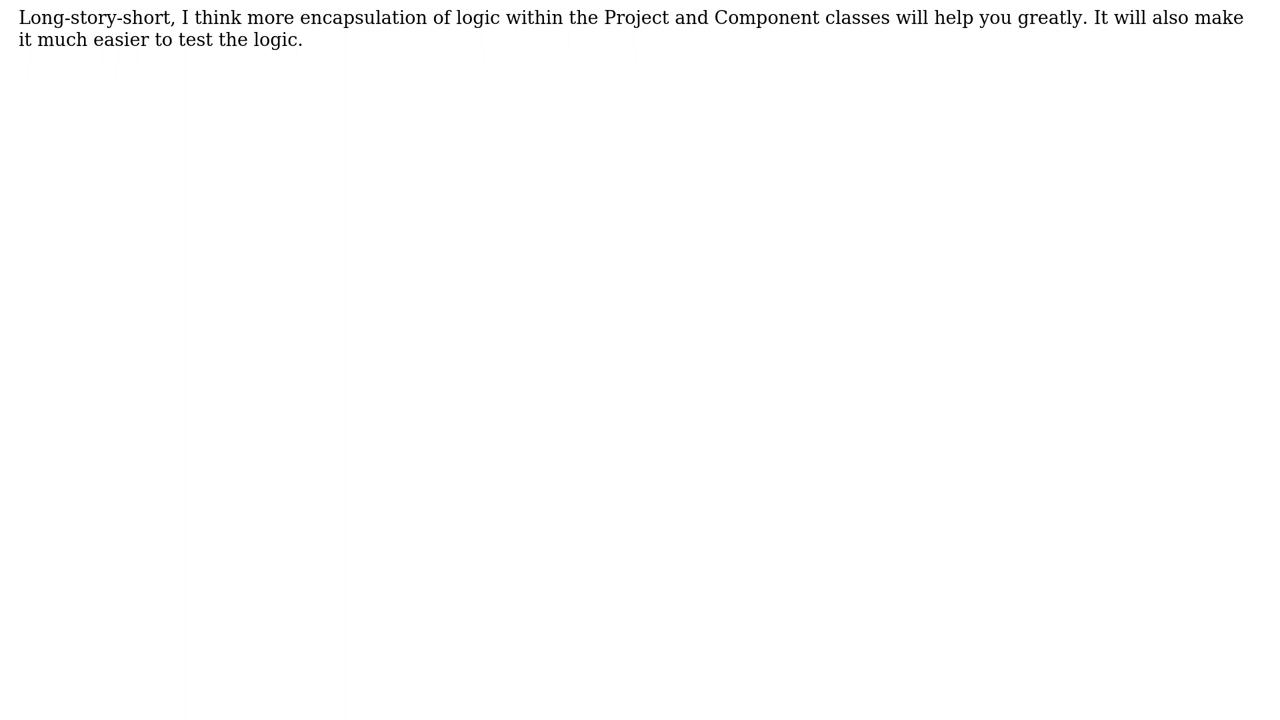 Long-story-short, I think more encapsulation of logic within the Project and Component classes will help you greatly. It will also make
it much easier to test the logic.